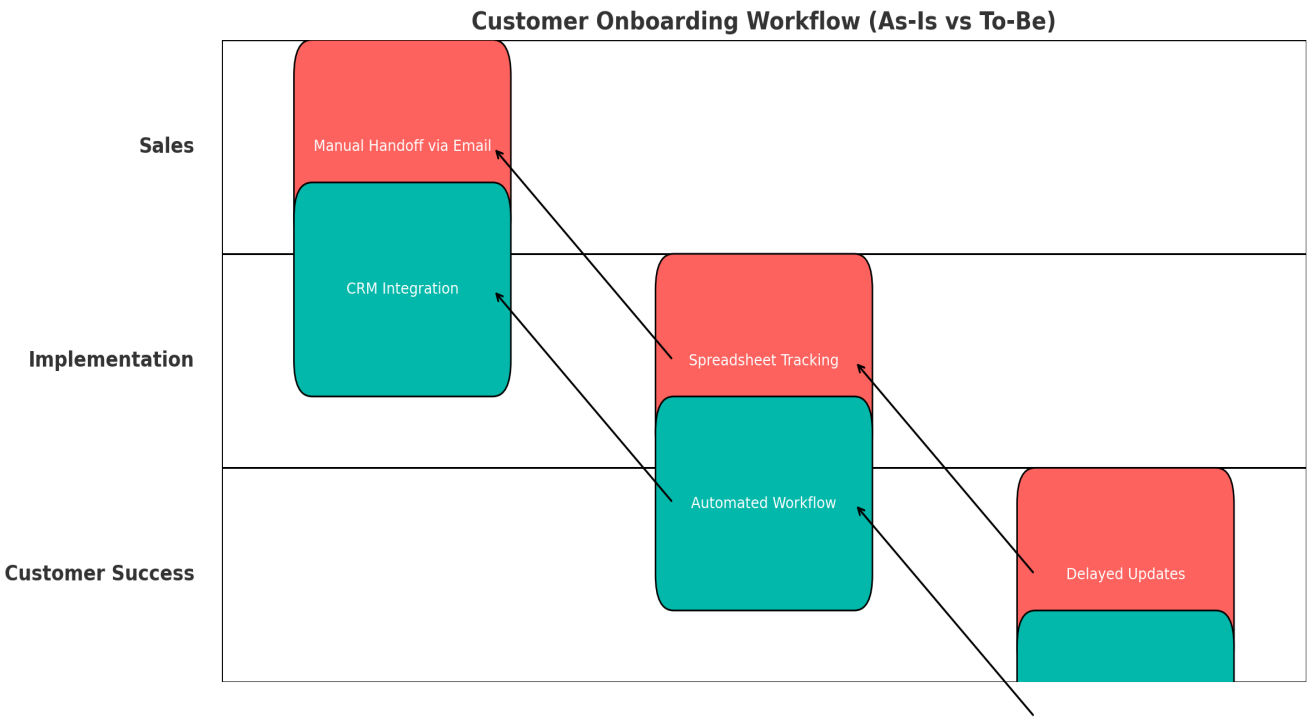 Customer Onboarding Workflow (As-Is vs To-Be)
Sales
Manual Handoff via Email
CRM Integration
Implementation
Spreadsheet Tracking
Automated Workflow
Customer Success
Delayed Updates